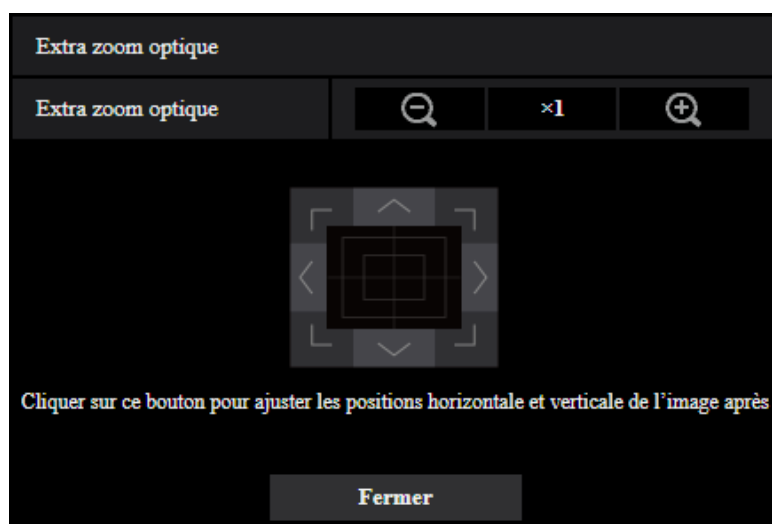 Extra zoom optique
Extra zoom optique ×1
Cliquer sur ce bouton pour ajuster les positions horizontale et verticale de l’image après
Fermer